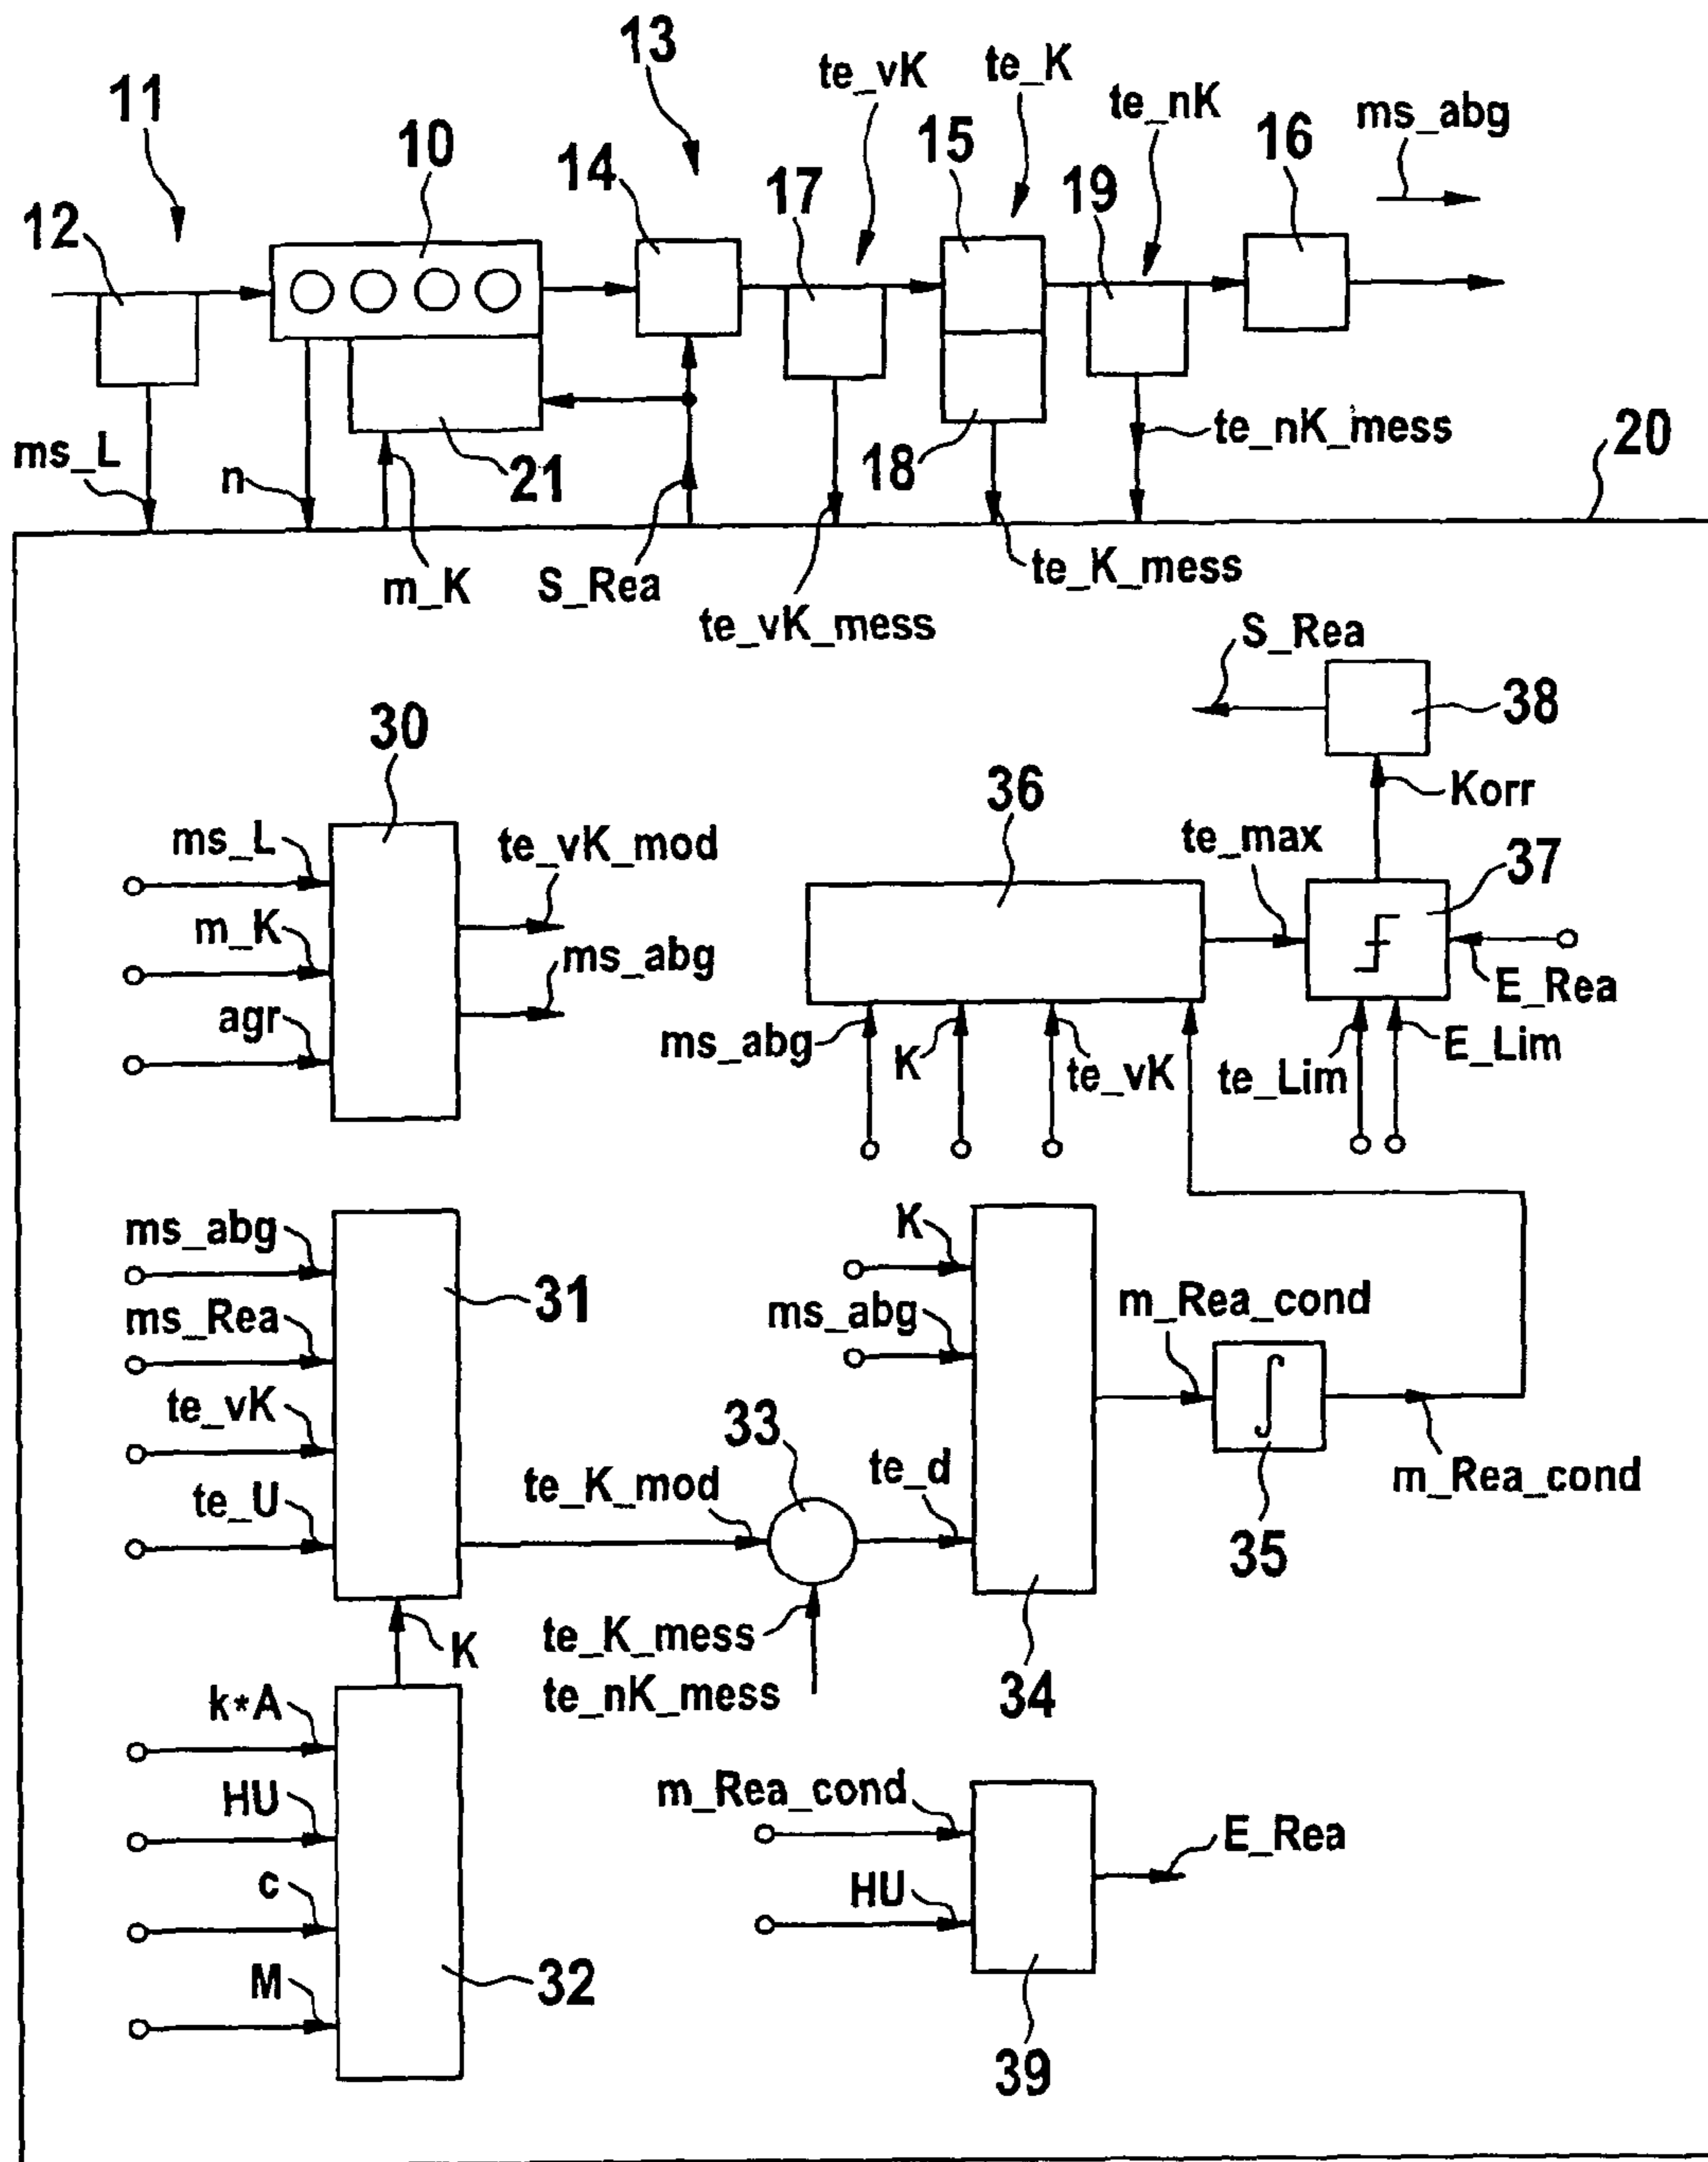 13
te_vK
te_K
te_nK
ms_abg
11
10
14
17
15
19
16
12
ms_L
n
21
18
te_nK_mess
20
m_K
S_Rea
te_vK_mess
te_K_mess
S_Rea
38
30
36
Korr
ms_L
te_vK_mod
te_max
37
m_K
ms_abg
E_Rea
agr
ms_abg
K
te_vK
te_Lim
E_Lim
ms_abg
31
K
ms_Rea
ms_abg
m_Rea_cond
te_vK
33
te_U
te_K_mod
te_d
35
m_Rea_cond
K
te_K_mess
te_nK_mess
34
k*A
HU
m_Rea_cond
E_Rea
c
HU
M
32
39